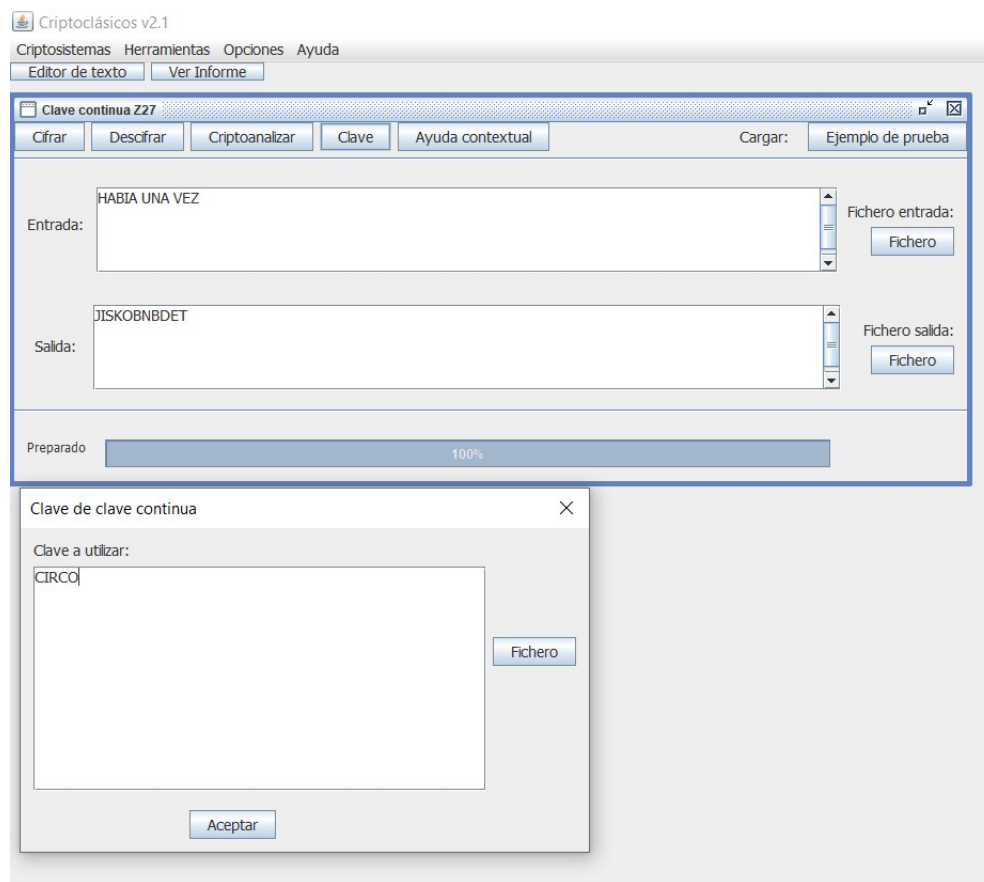 Criptoclásicos v2.1
Criptosistemas Herramientas Opciones Ayuda
Editor de texto Ver Informe
Clave continua Z27
Cifrar Descifrar Criptoanalizar Clave Ayuda contextual Cargar: Ejemplo de prueba
HABIA UNA VEZ
Entrada:
Fichero entrada:
Fichero
JISKOBNBDET
Salida:
Fichero salida:
Fichero
Preparado
100%
Clave de clave continua
Clave a utilizar:
CIRCO
Fichero
Aceptar